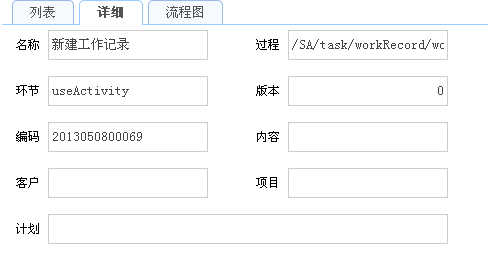 列表 详细 流程图
名称 新建工作记录 过程 /SA/task/workRecord/wo
环节 useActivity 版本 0
编码 2013050800069 内容
客户 项目
计划